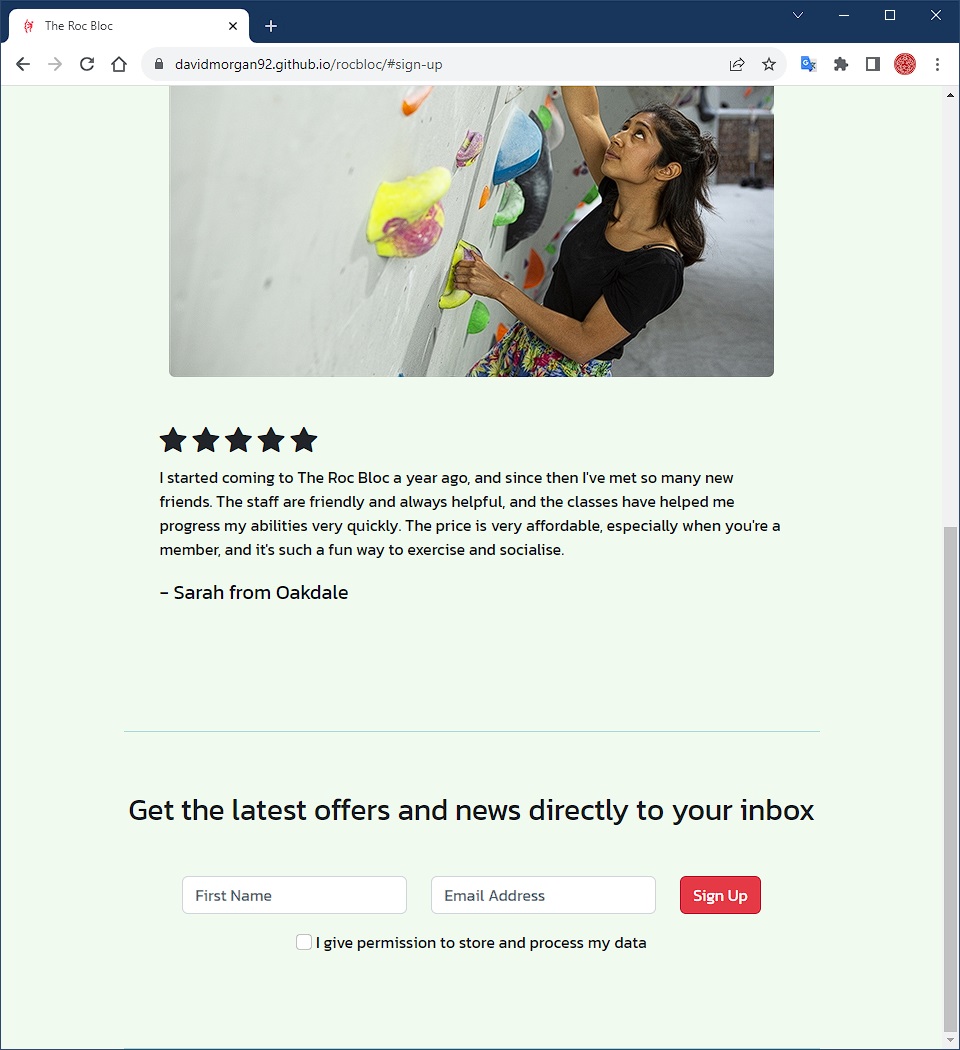 The Roc Bloc
davidmorgan92.github.io/rocbloc/#sign-up
I started coming to The Roc Bloc a year ago, and since then I've met so many new
friends. The staff are friendly and always helpful, and the classes have helped me
progress my abilities very quickly. The price is very affordable, especially when you're a
member, and it's such a fun way to exercise and socialise.
- Sarah from Oakdale
Get the latest offers and news directly to your inbox
First Name Email Address Sign Up
I give permission to store and process my data